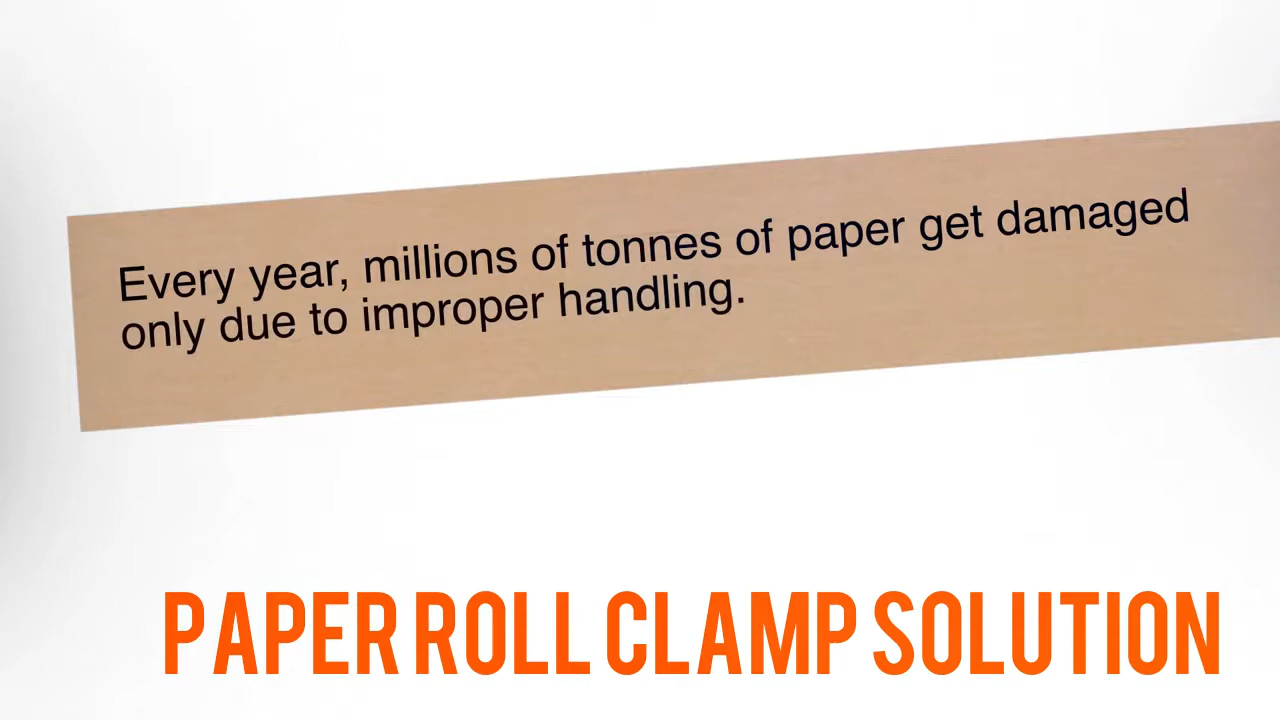 Every year, millions of tonnes of paper get damaged
only due to improper handling.
PAPER ROLL CLAMP SOLUTION